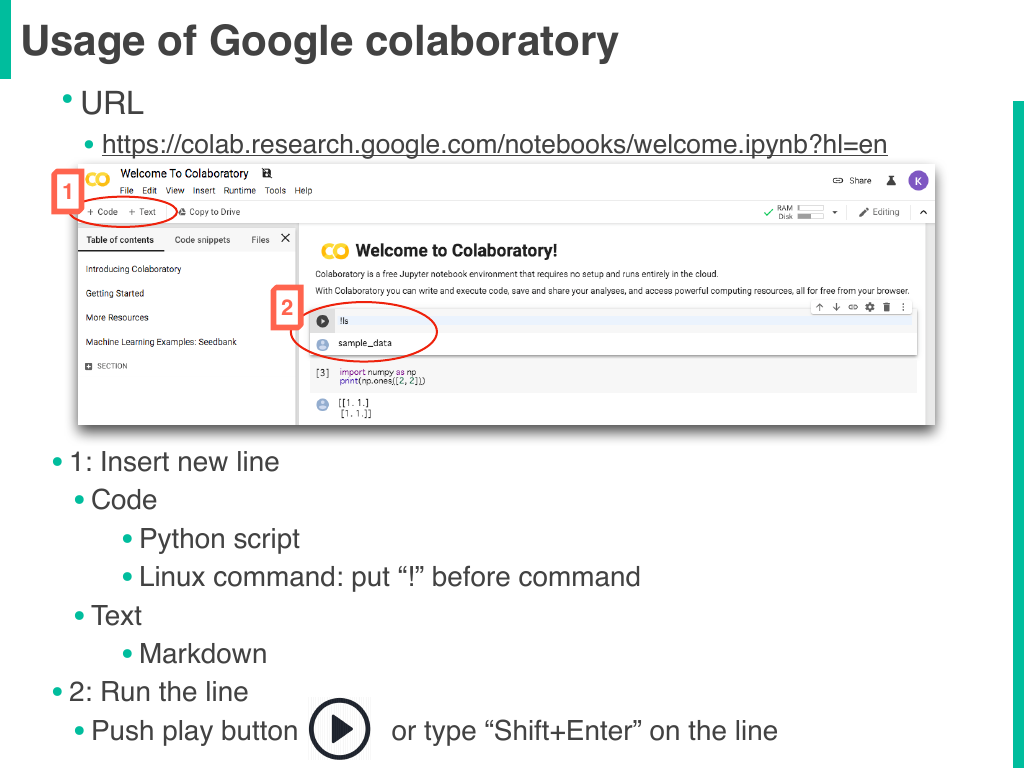 Usage of Google colaboratory
• URL
• https://colab.research.google.com/notebooks/welcome.ipynb?hl=en
1
CO
Welcome To Colaboratory
Share
K
File Edit View Insert Runtime Tools Help
+ Code + Text Copy to Drive
RAM
Disk
Editing
Table of contents Code snippets Files
Introducing Colaboratory
Getting Started
More Resources
Machine Learning Examples: Seedbank
SECTION
CO Welcome to Colaboratory!
Colaboratory is a free Jupyter notebook environment that requires no setup and runs entirely in the cloud.
With Colaboratory you can write and execute code, save and share your analyses, and access powerful computing resources, all for free from your browser.
2
!ls
sample_data
[3] import numpy as np
print(np.ones([2, 2]))
[[1. 1.]
[1. 1.]]
• 1: Insert new line
• Code
• Python script
• Linux command: put “!” before command
• Text
• Markdown
• 2: Run the line
• Push play button or type “Shift+Enter” on the line